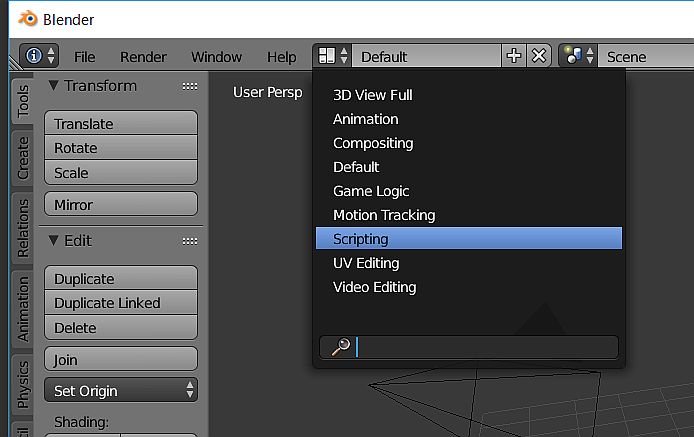 Blender
File Render Window Help Default Scene
Tools
Create
Relations
Animation
Physics
Transform
Translate
Rotate
Scale
Mirror
Edit
Duplicate
Duplicate Linked
Delete
Join
Set Origin
Shading:
User Persp
3D View Full
Animation
Compositing
Default
Game Logic
Motion Tracking
Scripting
UV Editing
Video Editing